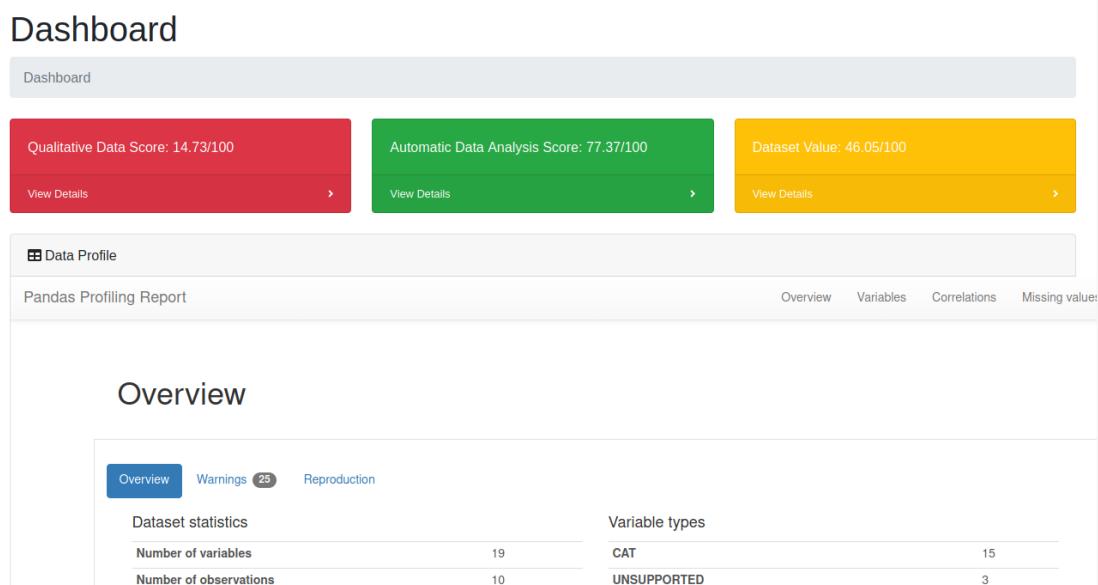 Dashboard
Dashboard
Qualitative Data Score: 14.73/100
View Details
Automatic Data Analysis Score: 77.37/100
View Details
Dataset Value: 46.05/100
View Details
Data Profile
Pandas Profiling Report Overview Variables Correlations Missing values
Overview
Overview Warnings 25 Reproduction
Dataset statistics
Number of variables 19
Number of observations 10
Variable types
CAT 15
UNSUPPORTED 3